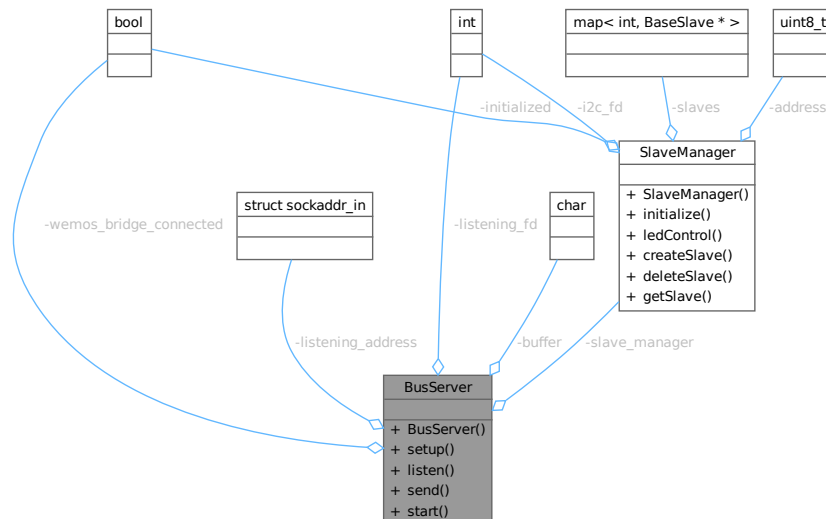 bool
int
map< int, BaseSlave * >
uint8_t
-initialized
-i2c_fd
-slaves
-address
SlaveManager
+ SlaveManager()
+ initialize()
+ ledControl()
+ createSlave()
+ deleteSlave()
+ getSlave()
struct sockaddr_in
char
-wemos_bridge_connected
-listening_fd
-listening_address
-buffer
-slave_manager
BusServer
+ BusServer()
+ setup()
+ listen()
+ send()
+ start()